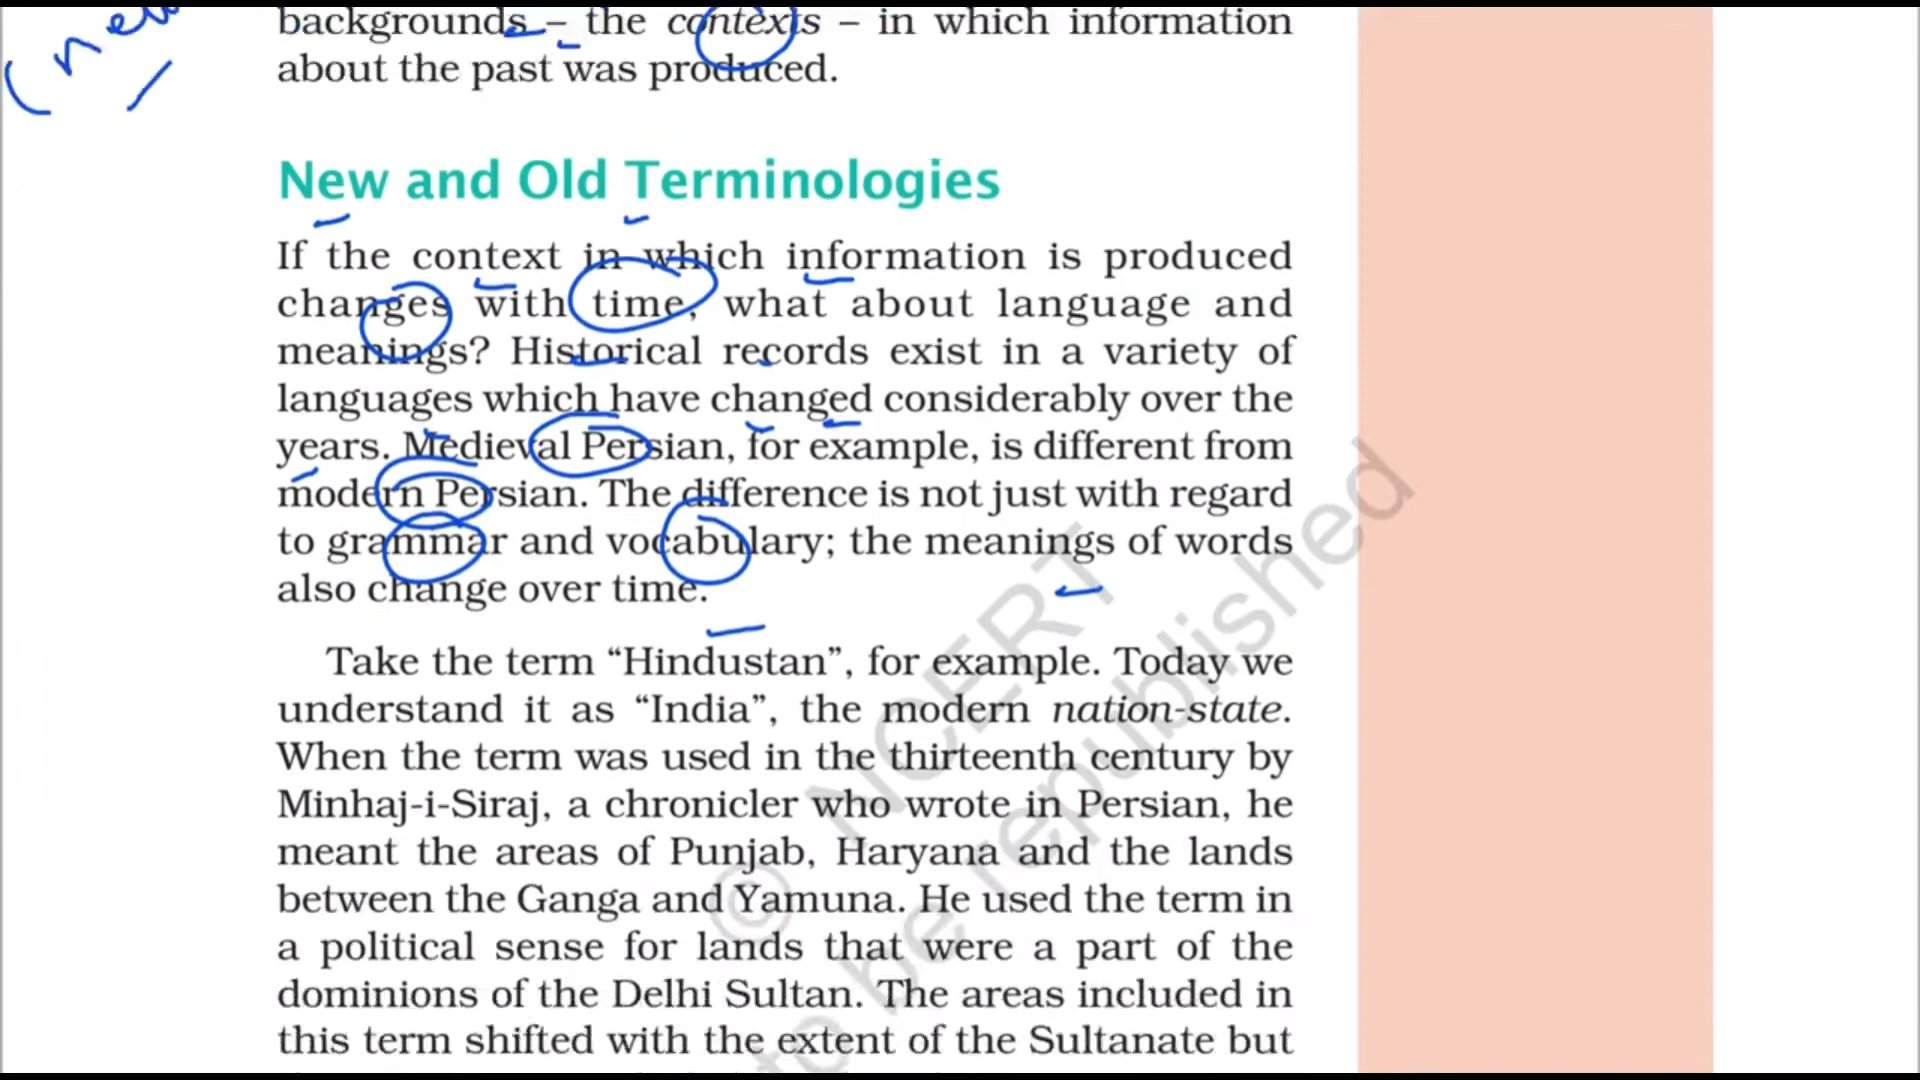 new
backgrounds – the contexts – in which information
about the past was produced.
New and Old Terminologies
If the context in which information is produced
changes with time, what about language and
meanings? Historical records exist in a variety of
languages which have changed considerably over the
years. Medieval Persian, for example, is different from
modern Persian. The difference is not just with regard
to grammar and vocabulary; the meanings of words
also change over time.
Take the term “Hindustan”, for example. Today we
understand it as “India”, the modern nation-state.
When the term was used in the thirteenth century by
Minhaj-i-Siraj, a chronicler who wrote in Persian, he
meant the areas of Punjab, Haryana and the lands
between the Ganga and Yamuna. He used the term in
a political sense for lands that were a part of the
dominions of the Delhi Sultan. The areas included in
this term shifted with the extent of the Sultanate but
© NCERT
to be republished